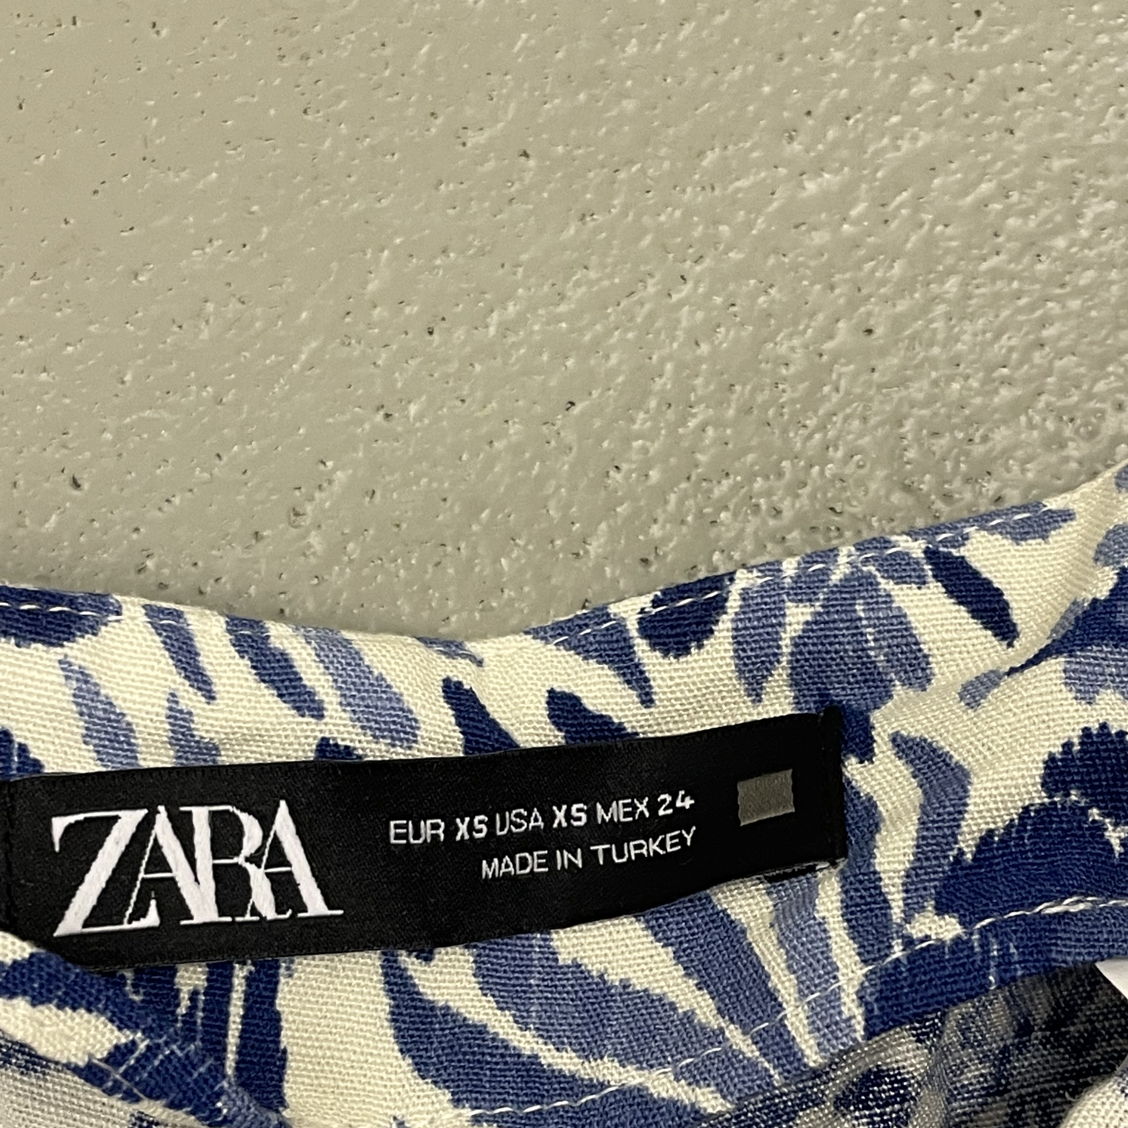 ZARA
EUR XS USA XS MEX 24
MADE IN TURKEY